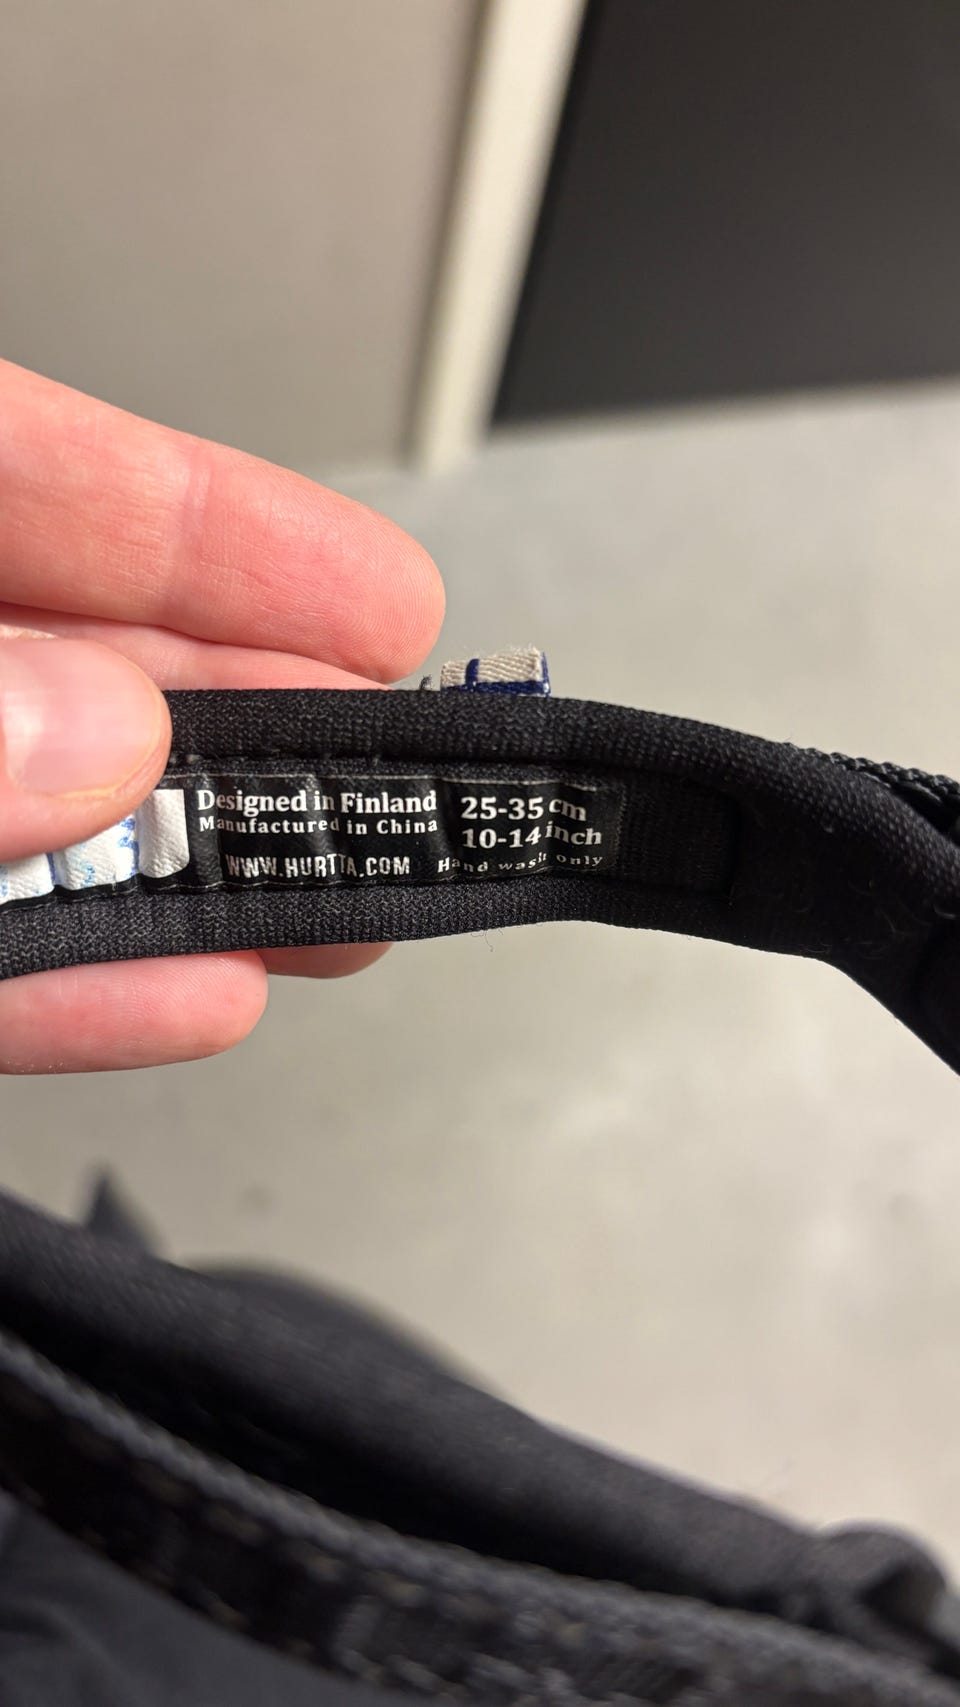 Designed in Finland
Manufactured in China
WWW.HURTTA.COM
25-35 cm
10-14 inch
Hand wash only